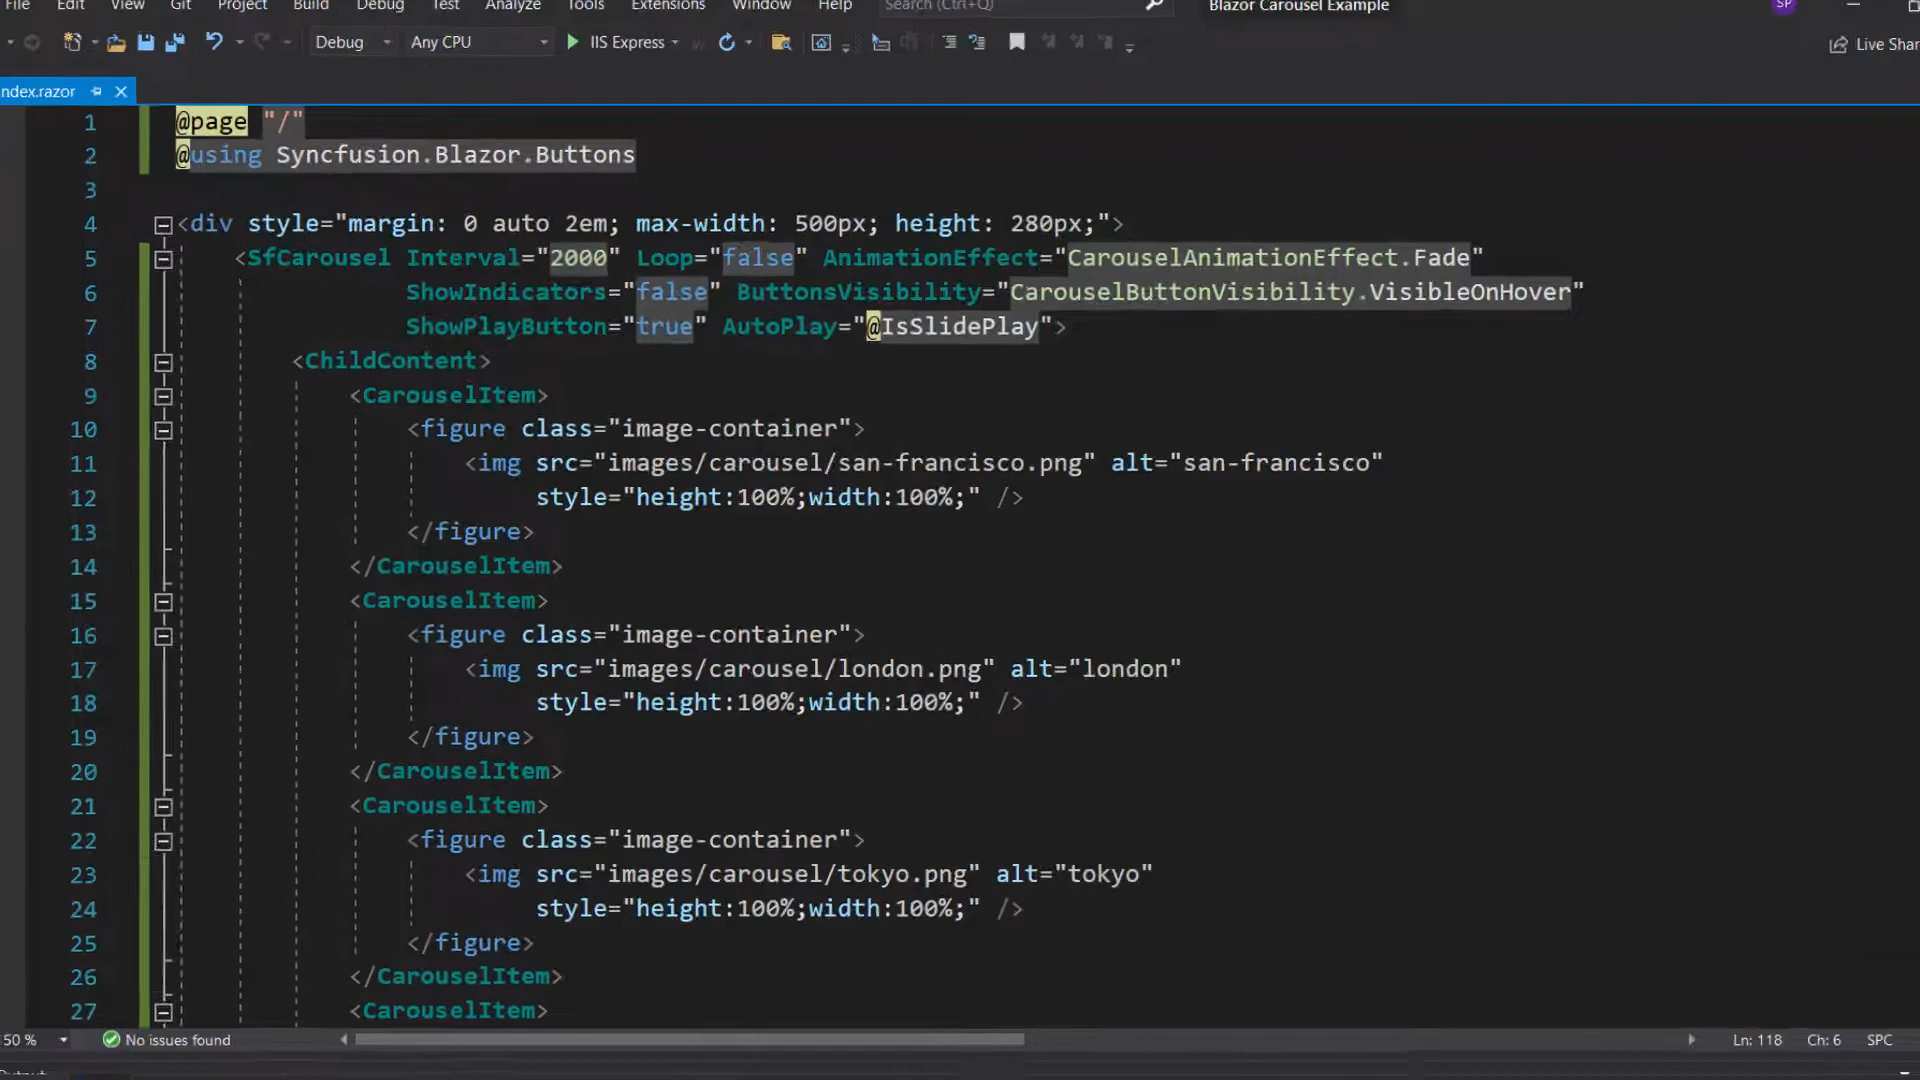 File Edit View Git Project Build Debug Test Analyze Tools Extensions Window Help Search (Ctrl+Q) Blazor Carousel Example SP
Debug Any CPU IIS Express Live Shar
ndex.razor
1 @page "/"
2 @using Syncfusion.Blazor.Buttons
3
4 <div style="margin: 0 auto 2em; max-width: 500px; height: 280px;">
5 <SfCarousel Interval="2000" Loop="false" AnimationEffect="CarouselAnimationEffect.Fade"
6 ShowIndicators="false" ButtonsVisibility="CarouselButtonVisibility.VisibleOnHover"
7 ShowPlayButton="true" AutoPlay="@IsSlidePlay">
8 <ChildContent>
9 <CarouselItem>
10 <figure class="image-container">
11 <img src="images/carousel/san-francisco.png" alt="san-francisco"
12 style="height:100%;width:100%;" />
13 </figure>
14 </CarouselItem>
15 <CarouselItem>
16 <figure class="image-container">
17 <img src="images/carousel/london.png" alt="london"
18 style="height:100%;width:100%;" />
19 </figure>
20 </CarouselItem>
21 <CarouselItem>
22 <figure class="image-container">
23 <img src="images/carousel/tokyo.png" alt="tokyo"
24 style="height:100%;width:100%;" />
25 </figure>
26 </CarouselItem>
27 <CarouselItem>
50 % No issues found Ln: 118 Ch: 6 SPC